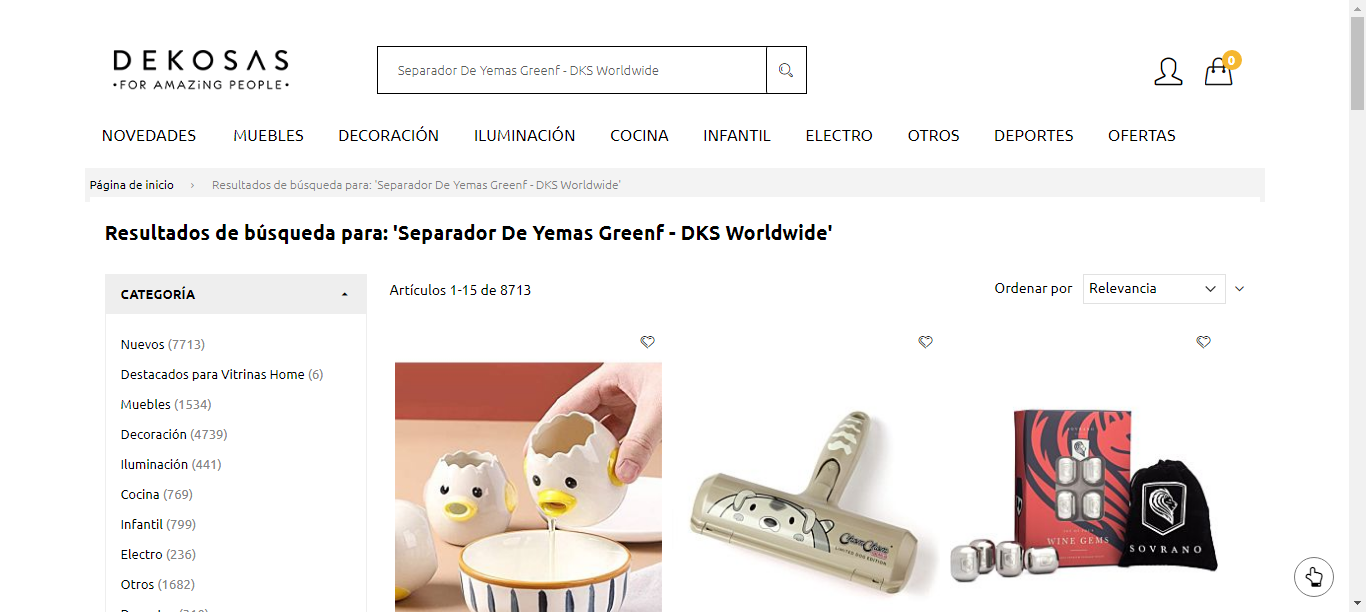 DEKOSAS
•FOR AMAZiNG PEOPLE•
Separador De Yemas Greenf - DKS Worldwide
0
NOVEDADES MUEBLES DECORACIÓN ILUMINACIÓN COCINA INFANTIL ELECTRO OTROS DEPORTES OFERTAS
Página de inicio › Resultados de búsqueda para: 'Separador De Yemas Greenf - DKS Worldwide'
Resultados de búsqueda para: 'Separador De Yemas Greenf - DKS Worldwide'
CATEGORÍA
Artículos 1-15 de 8713
Ordenar por Relevancia
Nuevos (7713)
Destacados para Vitrinas Home (6)
Muebles (1534)
Decoración (4739)
Iluminación (441)
Cocina (769)
Infantil (799)
Electro (236)
Otros (1682)
ChomChom
LIMITED DOG EDITION
SOVRANO
WINE GEMS
SOVRANO